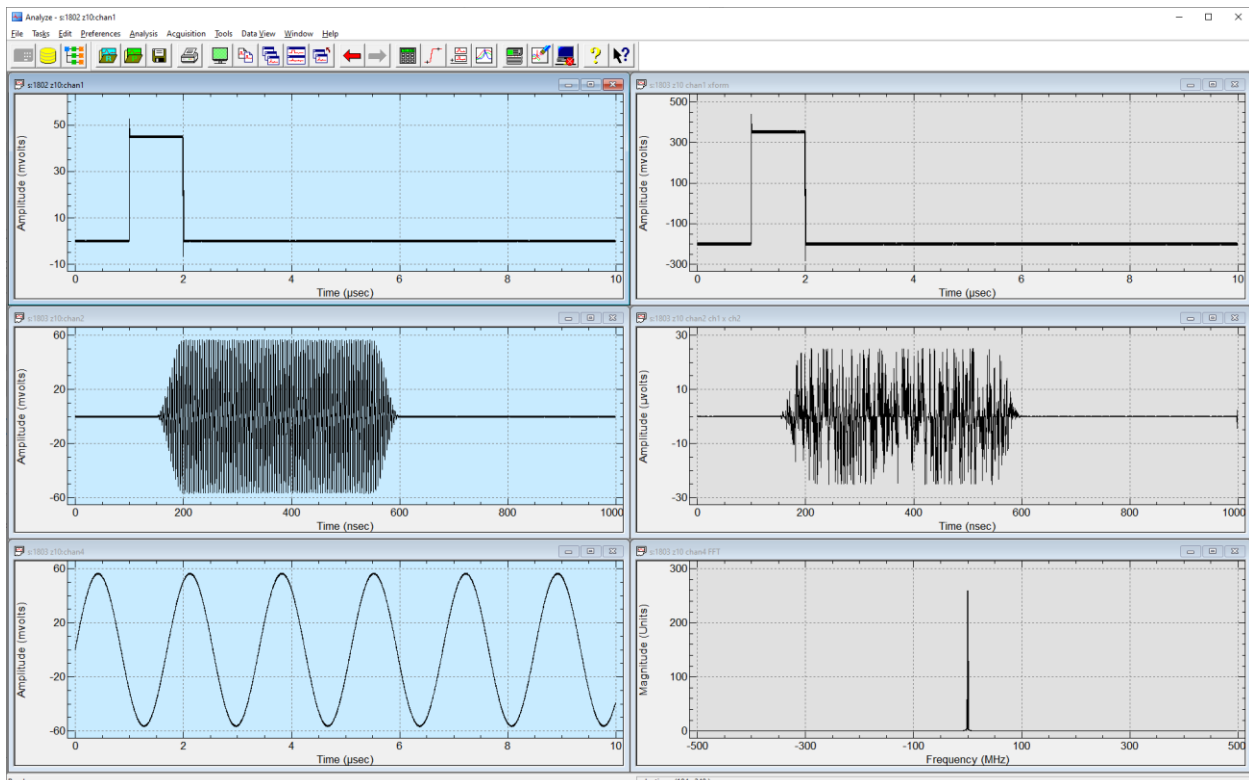 Analyze - s:1802 z10:chan1
File Tasks Edit Preferences Analysis Acquisition Tools Data View Window Help
s:1802 z10:chan1
Amplitude (mvolts)
50
30
10
-10
0 2 4 6 8 10
Time (µsec)
s:1803 z10 chan1 xform
Amplitude (mvolts)
500
300
100
-100
-300
0 2 4 6 8 10
Time (µsec)
s:1803 z10:chan2
Amplitude (mvolts)
60
20
-20
-60
0 200 400 600 800 1000
Time (nsec)
s:1803 z10 chan2 ch1 x ch2
Amplitude (µvolts)
30
10
-10
-30
0 200 400 600 800 1000
Time (nsec)
s:1803 z10:chan4
Amplitude (mvolts)
60
20
-20
-60
0 2 4 6 8 10
Time (µsec)
s:1803 z10 chan4 FFT
Magnitude (Units)
300
200
100
0
-500 -300 -100 100 300 500
Frequency (MHz)